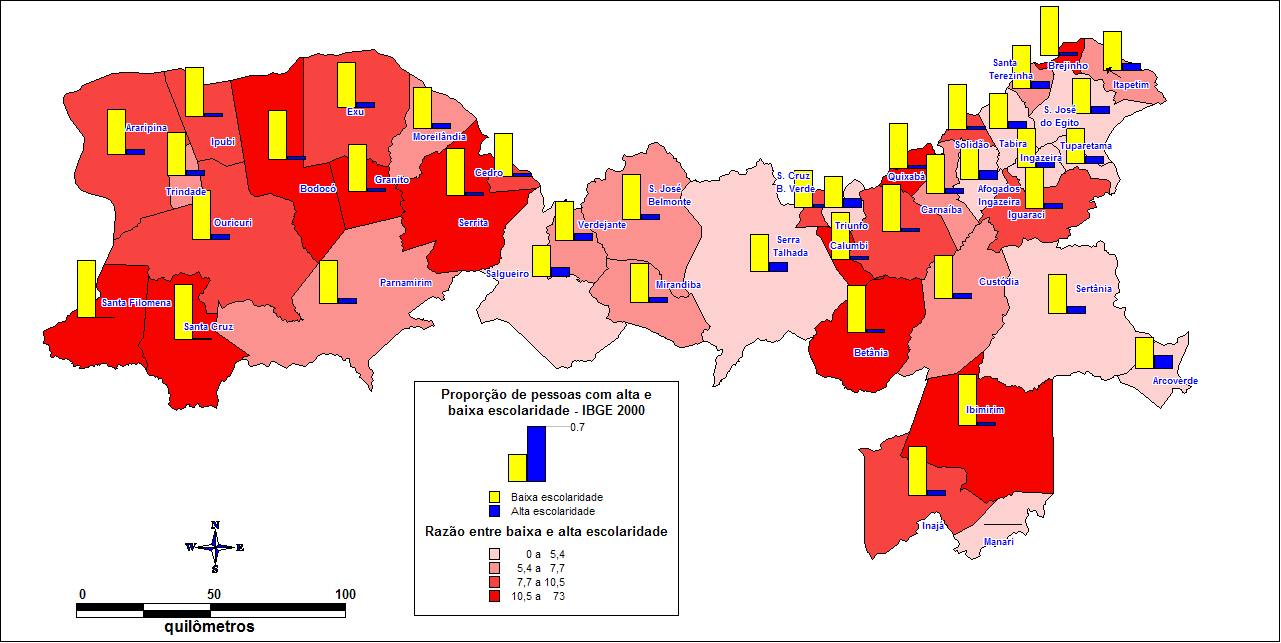 Santa
Terezinha
Brejinho
Itapetim
S. José
do Egito
Araripina
Ipubi
Exu
Moreilândia
Solidão
Tabira
Tuparetama
Ingazeira
Trindade
Bodocó
Granito
Cedro
S. José
Belmonte
S. Cruz
B. Verde
Quixabá
Carnaíba
Afogados
Ingazeira
Iguaraci
Ouricuri
Serrita
Verdejante
Triunfo
Calumbi
Serra
Talhada
Salgueiro
Parnamirim
Mirandiba
Custódia
Sertânia
Santa Filomena
Santa Cruz
Betânia
Arcoverde
Ibimirim
Inajá
Manari
Proporção de pessoas com alta e
baixa escolaridade - IBGE 2000
0.7
Baixa escolaridade
Alta escolaridade
Razão entre baixa e alta escolaridade
0 a 5,4
5,4 a 7,7
7,7 a 10,5
10,5 a 73
N
W E
S
0 50 100
quilômetros